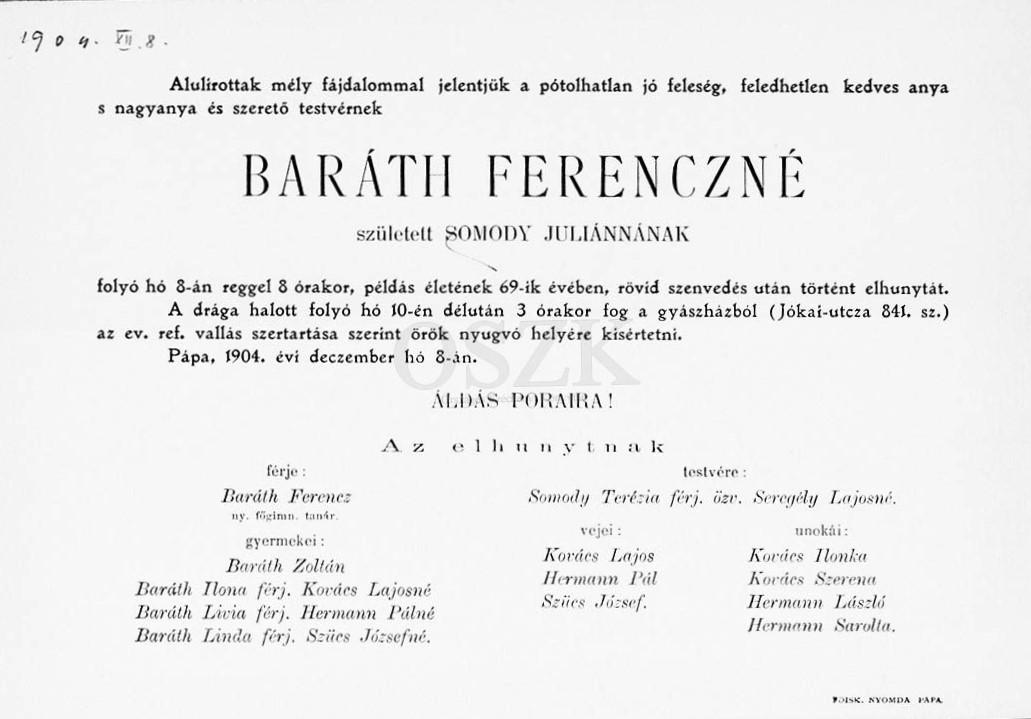 1904. XII. 8.
Alulírottak mély fájdalommal jelentjük a pótolhatlan jó feleség, feledhetlen kedves anya
s nagyanya és szerető testvérnek
BARÁTH FERENCZNÉ
született SOMODY JULIÁNNÁNAK
folyó hó 8-án reggel 8 órakor, példás életének 69-ik évében, rövid szenvedés után történt elhunytát.
A drága halott folyó hó 10-én délután 3 órakor fog a gyászházból (Jókai-utcza 841. sz.)
az ev. ref. vallás szertartása szerint örök nyugvó helyére kisértetni.
Pápa, 1904. évi deczember hó 8-án.
OSZK
ÁLDÁS PORAIRA!
Az elhunytnak
férje:
Baráth Ferencz
ny. főgimn. tanár.
gyermekei:
Baráth Zoltán
Baráth Ilona férj. Kovács Lajosné
Baráth Livia férj. Hermann Pálné
Baráth Linda férj. Szücs Józsefné.
testvére:
Somody Terézia férj. özv. Seregély Lajosné.
vejei:
Kovács Lajos
Hermann Pál
Szücs József.
unokái:
Kovács Ilonka
Kovács Szerena
Hermann László
Hermann Sarolta.
FŐISK. NYOMDA PÁPA.